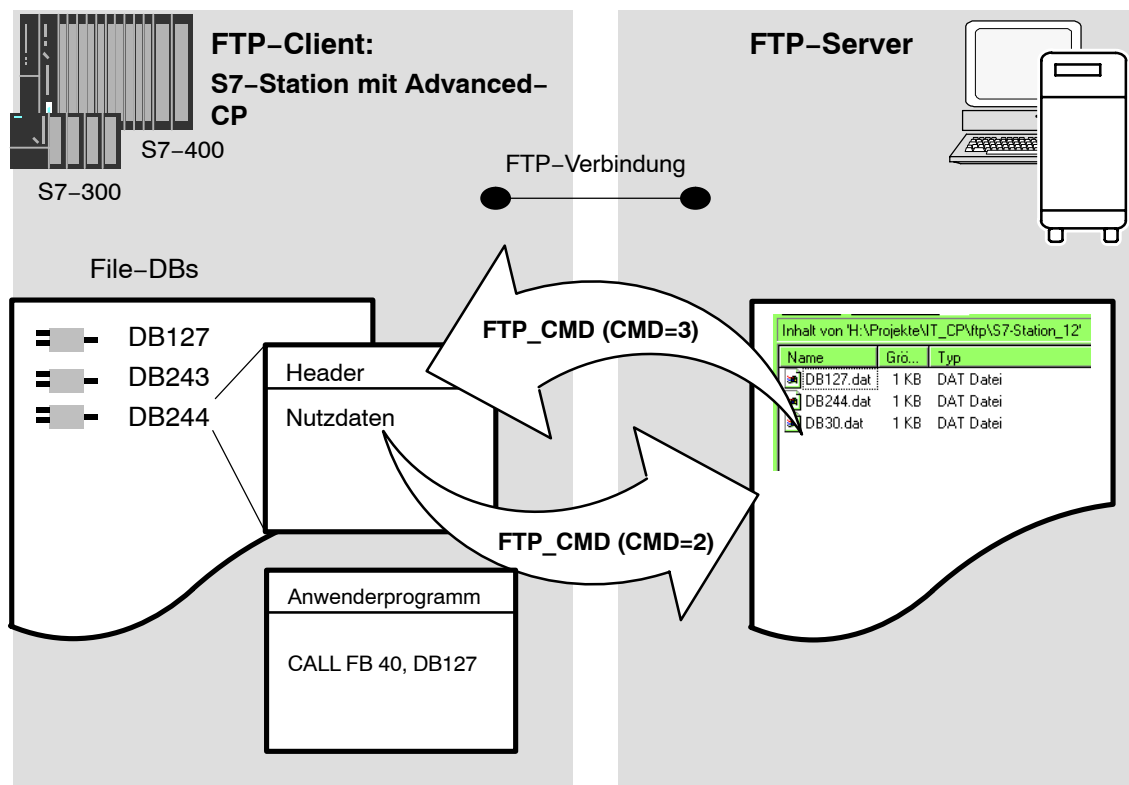 FTP–Client:
S7–Station mit Advanced–
CP
S7–400
S7–300
FTP–Server
FTP–Verbindung
File–DBs
DB127
DB243
DB244
Header
Nutzdaten
FTP_CMD (CMD=3)
FTP_CMD (CMD=2)
Anwenderprogramm
CALL FB 40, DB127
Inhalt von 'H:\Projekte\IT_CP\ftp\S7-Station_12'
Name Grö... Typ
DB127.dat 1 KB DAT Datei
DB244.dat 1 KB DAT Datei
DB30.dat 1 KB DAT Datei